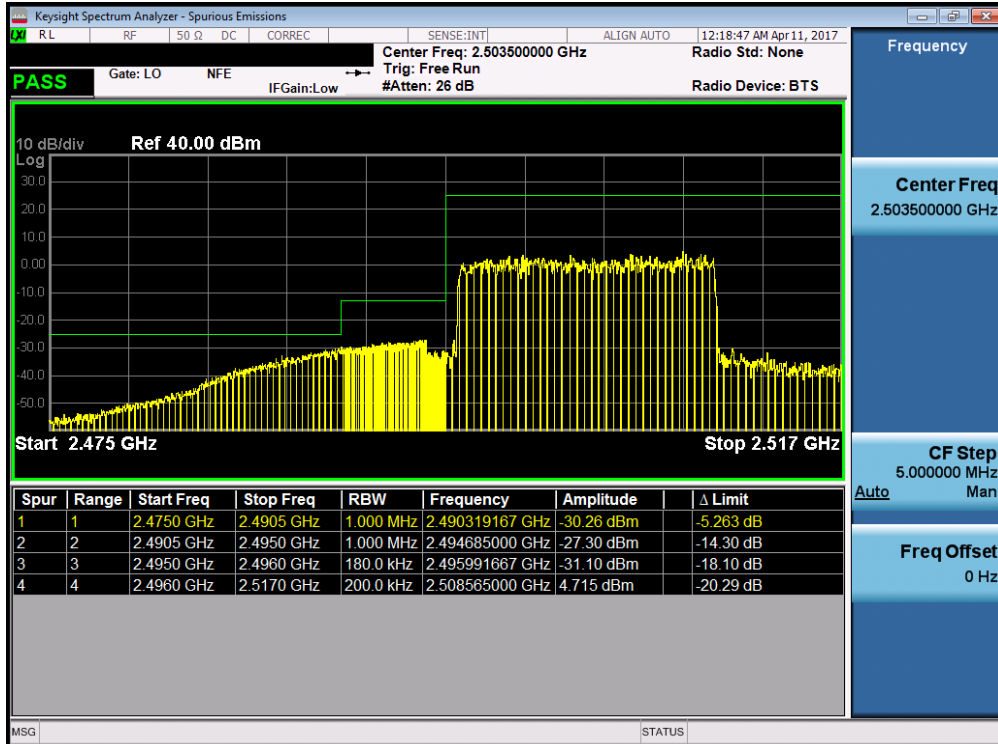 Keysight Spectrum Analyzer - Spurious Emissions
LXI RL RF 50 Ω DC CORREC SENSE:INT ALIGN AUTO 12:18:47 AM Apr 11, 2017
Center Freq: 2.503500000 GHz Radio Std: None
PASS Gate: LO NFE Trig: Free Run
IFGain:Low #Atten: 26 dB Radio Device: BTS
10 dB/div Ref 40.00 dBm
Log
30.0
20.0
10.0
0.00
-10.0
-20.0
-30.0
-40.0
-50.0
Start 2.475 GHz Stop 2.517 GHz
Spur Range Start Freq Stop Freq RBW Frequency Amplitude Δ Limit
1 1 2.4750 GHz 2.4905 GHz 1.000 MHz 2.490319167 GHz -30.26 dBm -5.263 dB
2 2 2.4905 GHz 2.4950 GHz 1.000 MHz 2.494685000 GHz -27.30 dBm -14.30 dB
3 3 2.4950 GHz 2.4960 GHz 180.0 kHz 2.495991667 GHz -31.10 dBm -18.10 dB
4 4 2.4960 GHz 2.5170 GHz 200.0 kHz 2.508565000 GHz 4.715 dBm -20.29 dB
Frequency
Center Freq
2.503500000 GHz
CF Step
5.000000 MHz
Auto Man
Freq Offset
0 Hz
MSG STATUS